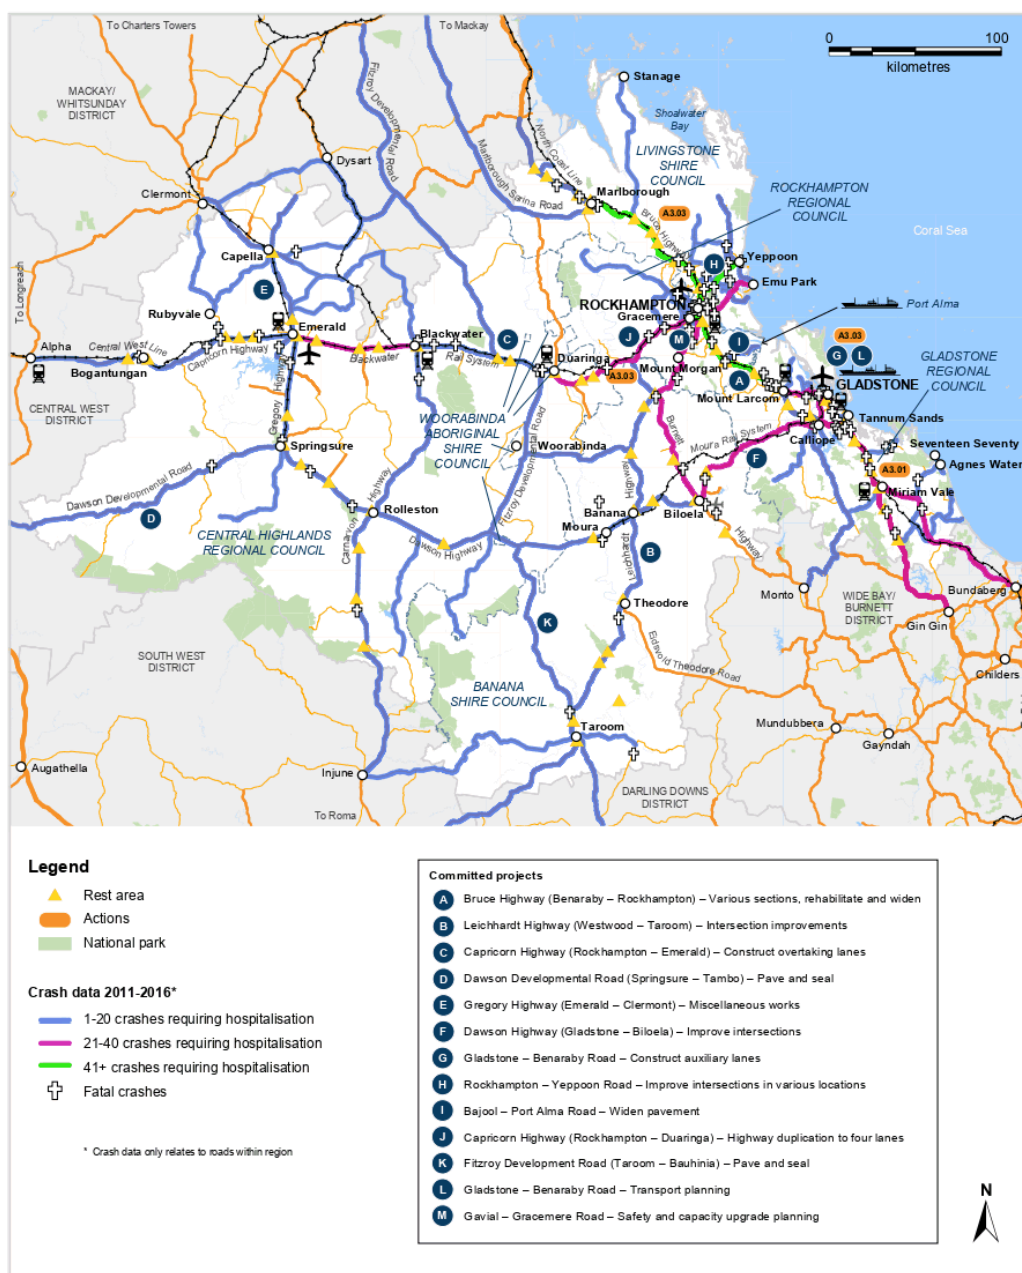 To Charters Towers
To Mackay
0
100
kilometres
MACKAY/
WHITSUNDAY
DISTRICT
Fitzroy Developmental Road
Stanage
Shoalwater
Bay
LIVINGSTONE
SHIRE
COUNCIL
North Coast Line
Dysart
Marlborough Sarina Road
Clermont
Marlborough
ROCKHAMPTON
REGIONAL
COUNCIL
A3.03
Bruce Highway
Coral Sea
Capella
H
Yeppoon
E
Emu Park
To Longreach
ROCKHAMPTON
Port Alma
Rubyvale
Gracemere
Emerald
Blackwater
C
J
M
I
A3.03
Alpha
Central West Line
Capricorn Highway
Backwater
Rail System
Duaringa
G
L
GLADSTONE
REGIONAL
COUNCIL
Bogantungan
Mount Morgan
A3.03
A
GLADSTONE
Mount Larcom
CENTRAL WEST
DISTRICT
Gregory Highway
WOORABINDA
ABORIGINAL
SHIRE
COUNCIL
Burnett
Moura Rail System
Tannum Sands
Calliope
Springsure
Woorabinda
F
Seventeen Seventy
Agnes Water
Dawson Developmental Road
Highway
A3.01
Miriam Vale
D
Rolleston
Fitzroy Developmental Road
Highway
Banana
Biloela
Moura
CENTRAL HIGHLANDS
REGIONAL COUNCIL
Carnarvon
Dawson Highway
Leichhardt
B
Highway
Monto
Bundaberg
WIDE BAY/
BURNETT
DISTRICT
Theodore
Gin Gin
K
SOUTH WEST
DISTRICT
Eidsvold Theodore Road
Childers
BANANA
SHIRE COUNCIL
Mundubbera
Taroom
Gayndah
Augathella
Injune
DARLING DOWNS
DISTRICT
To Roma
Legend
Rest area
Actions
National park
Crash data 2011-2016*
1-20 crashes requiring hospitalisation
21-40 crashes requiring hospitalisation
41+ crashes requiring hospitalisation
Fatal crashes
* Crash data only relates to roads within region
Committed projects
A Bruce Highway (Benaraby – Rockhampton) – Various sections, rehabilitate and widen
B Leichhardt Highway (Westwood – Taroom) – Intersection improvements
C Capricorn Highway (Rockhampton – Emerald) – Construct overtaking lanes
D Dawson Developmental Road (Springsure – Tambo) – Pave and seal
E Gregory Highway (Emerald – Clermont) – Miscellaneous works
F Dawson Highway (Gladstone – Biloela) – Improve intersections
G Gladstone – Benaraby Road – Construct auxiliary lanes
H Rockhampton – Yeppoon Road – Improve intersections in various locations
I Bajool – Port Alma Road – Widen pavement
J Capricorn Highway (Rockhampton – Duaringa) – Highway duplication to four lanes
K Fitzroy Development Road (Taroom – Bauhinia) – Pave and seal
L Gladstone – Benaraby Road – Transport planning
M Gavial – Gracemere Road – Safety and capacity upgrade planning
N